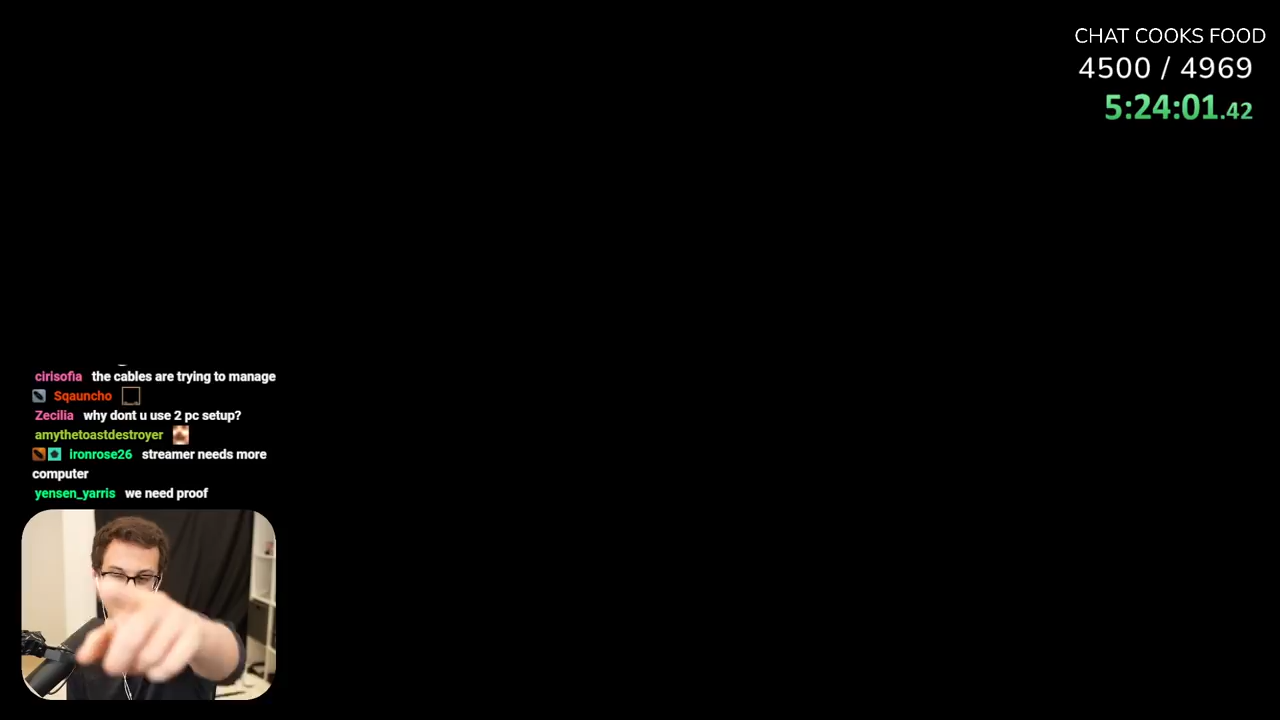 CHAT COOKS FOOD
4500 / 4969
5:24:01.42
cirisofia the cables are trying to manage
Sqauncho
Zecilia why dont u use 2 pc setup?
amythetoastdestroyer
ironrose26 streamer needs more
computer
yensen_yarris we need proof